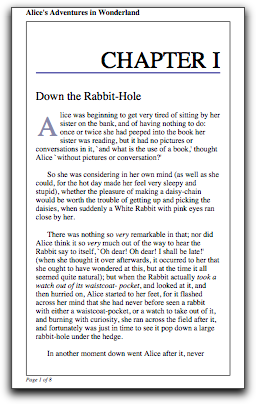 Alice's Adventures in Wonderland
CHAPTER I
Down the Rabbit-Hole
Alice was beginning to get very tired of sitting by her
sister on the bank, and of having nothing to do:
once or twice she had peeped into the book her
sister was reading, but it had no pictures or
conversations in it, `and what is the use of a book,' thought
Alice `without pictures or conversation?'
So she was considering in her own mind (as well as she
could, for the hot day made her feel very sleepy and
stupid), whether the pleasure of making a daisy-chain
would be worth the trouble of getting up and picking the
daisies, when suddenly a White Rabbit with pink eyes ran
close by her.
There was nothing so very remarkable in that; nor did
Alice think it so very much out of the way to hear the
Rabbit say to itself, `Oh dear! Oh dear! I shall be late!'
(when she thought it over afterwards, it occurred to her that
she ought to have wondered at this, but at the time it all
seemed quite natural); but when the Rabbit actually took a
watch out of its waistcoat- pocket, and looked at it, and
then hurried on, Alice started to her feet, for it flashed
across her mind that she had never before seen a rabbit
with either a waistcoat-pocket, or a watch to take out of it,
and burning with curiosity, she ran across the field after it,
and fortunately was just in time to see it pop down a large
rabbit-hole under the hedge.
In another moment down went Alice after it, never
Page 1 of 8